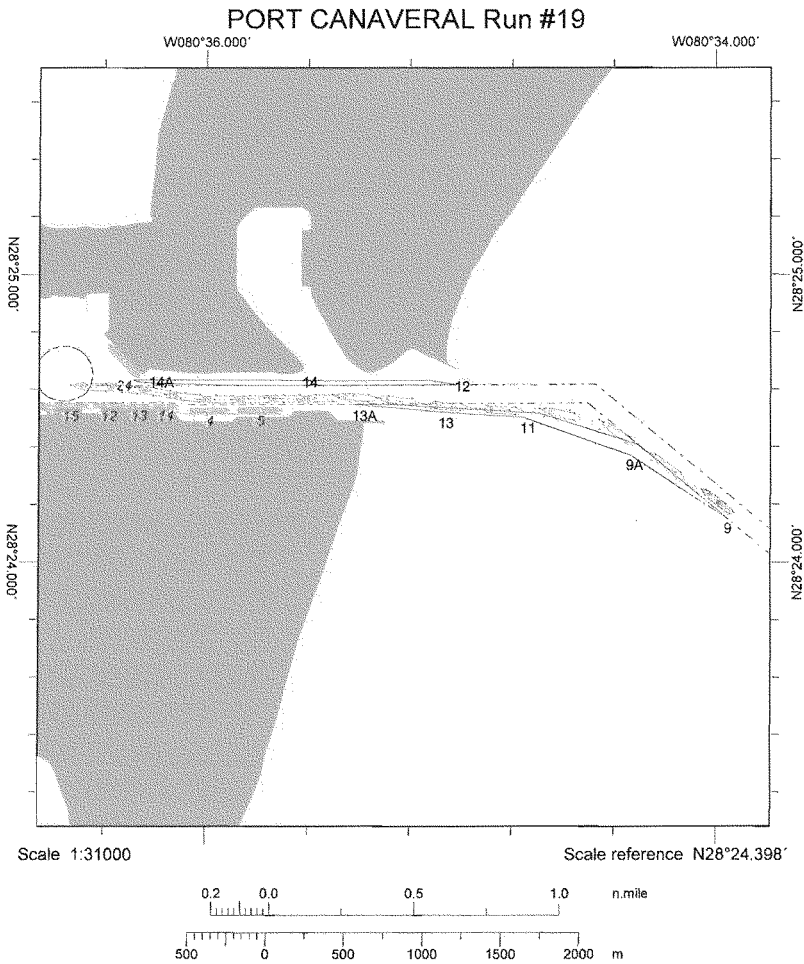 PORT CANAVERAL Run #19
W080°36.000´ W080°34.000´
N28°25.000´ N28°25.000´
24 14A 14 12
15 12 13 14 4 5 13A 13 11
9A
9
N28°24.000´ N28°24.000´
Scale 1:31000 Scale reference N28°24.398´
0.2 0.0 0.5 1.0 n.mile
500 0 500 1000 1500 2000 m